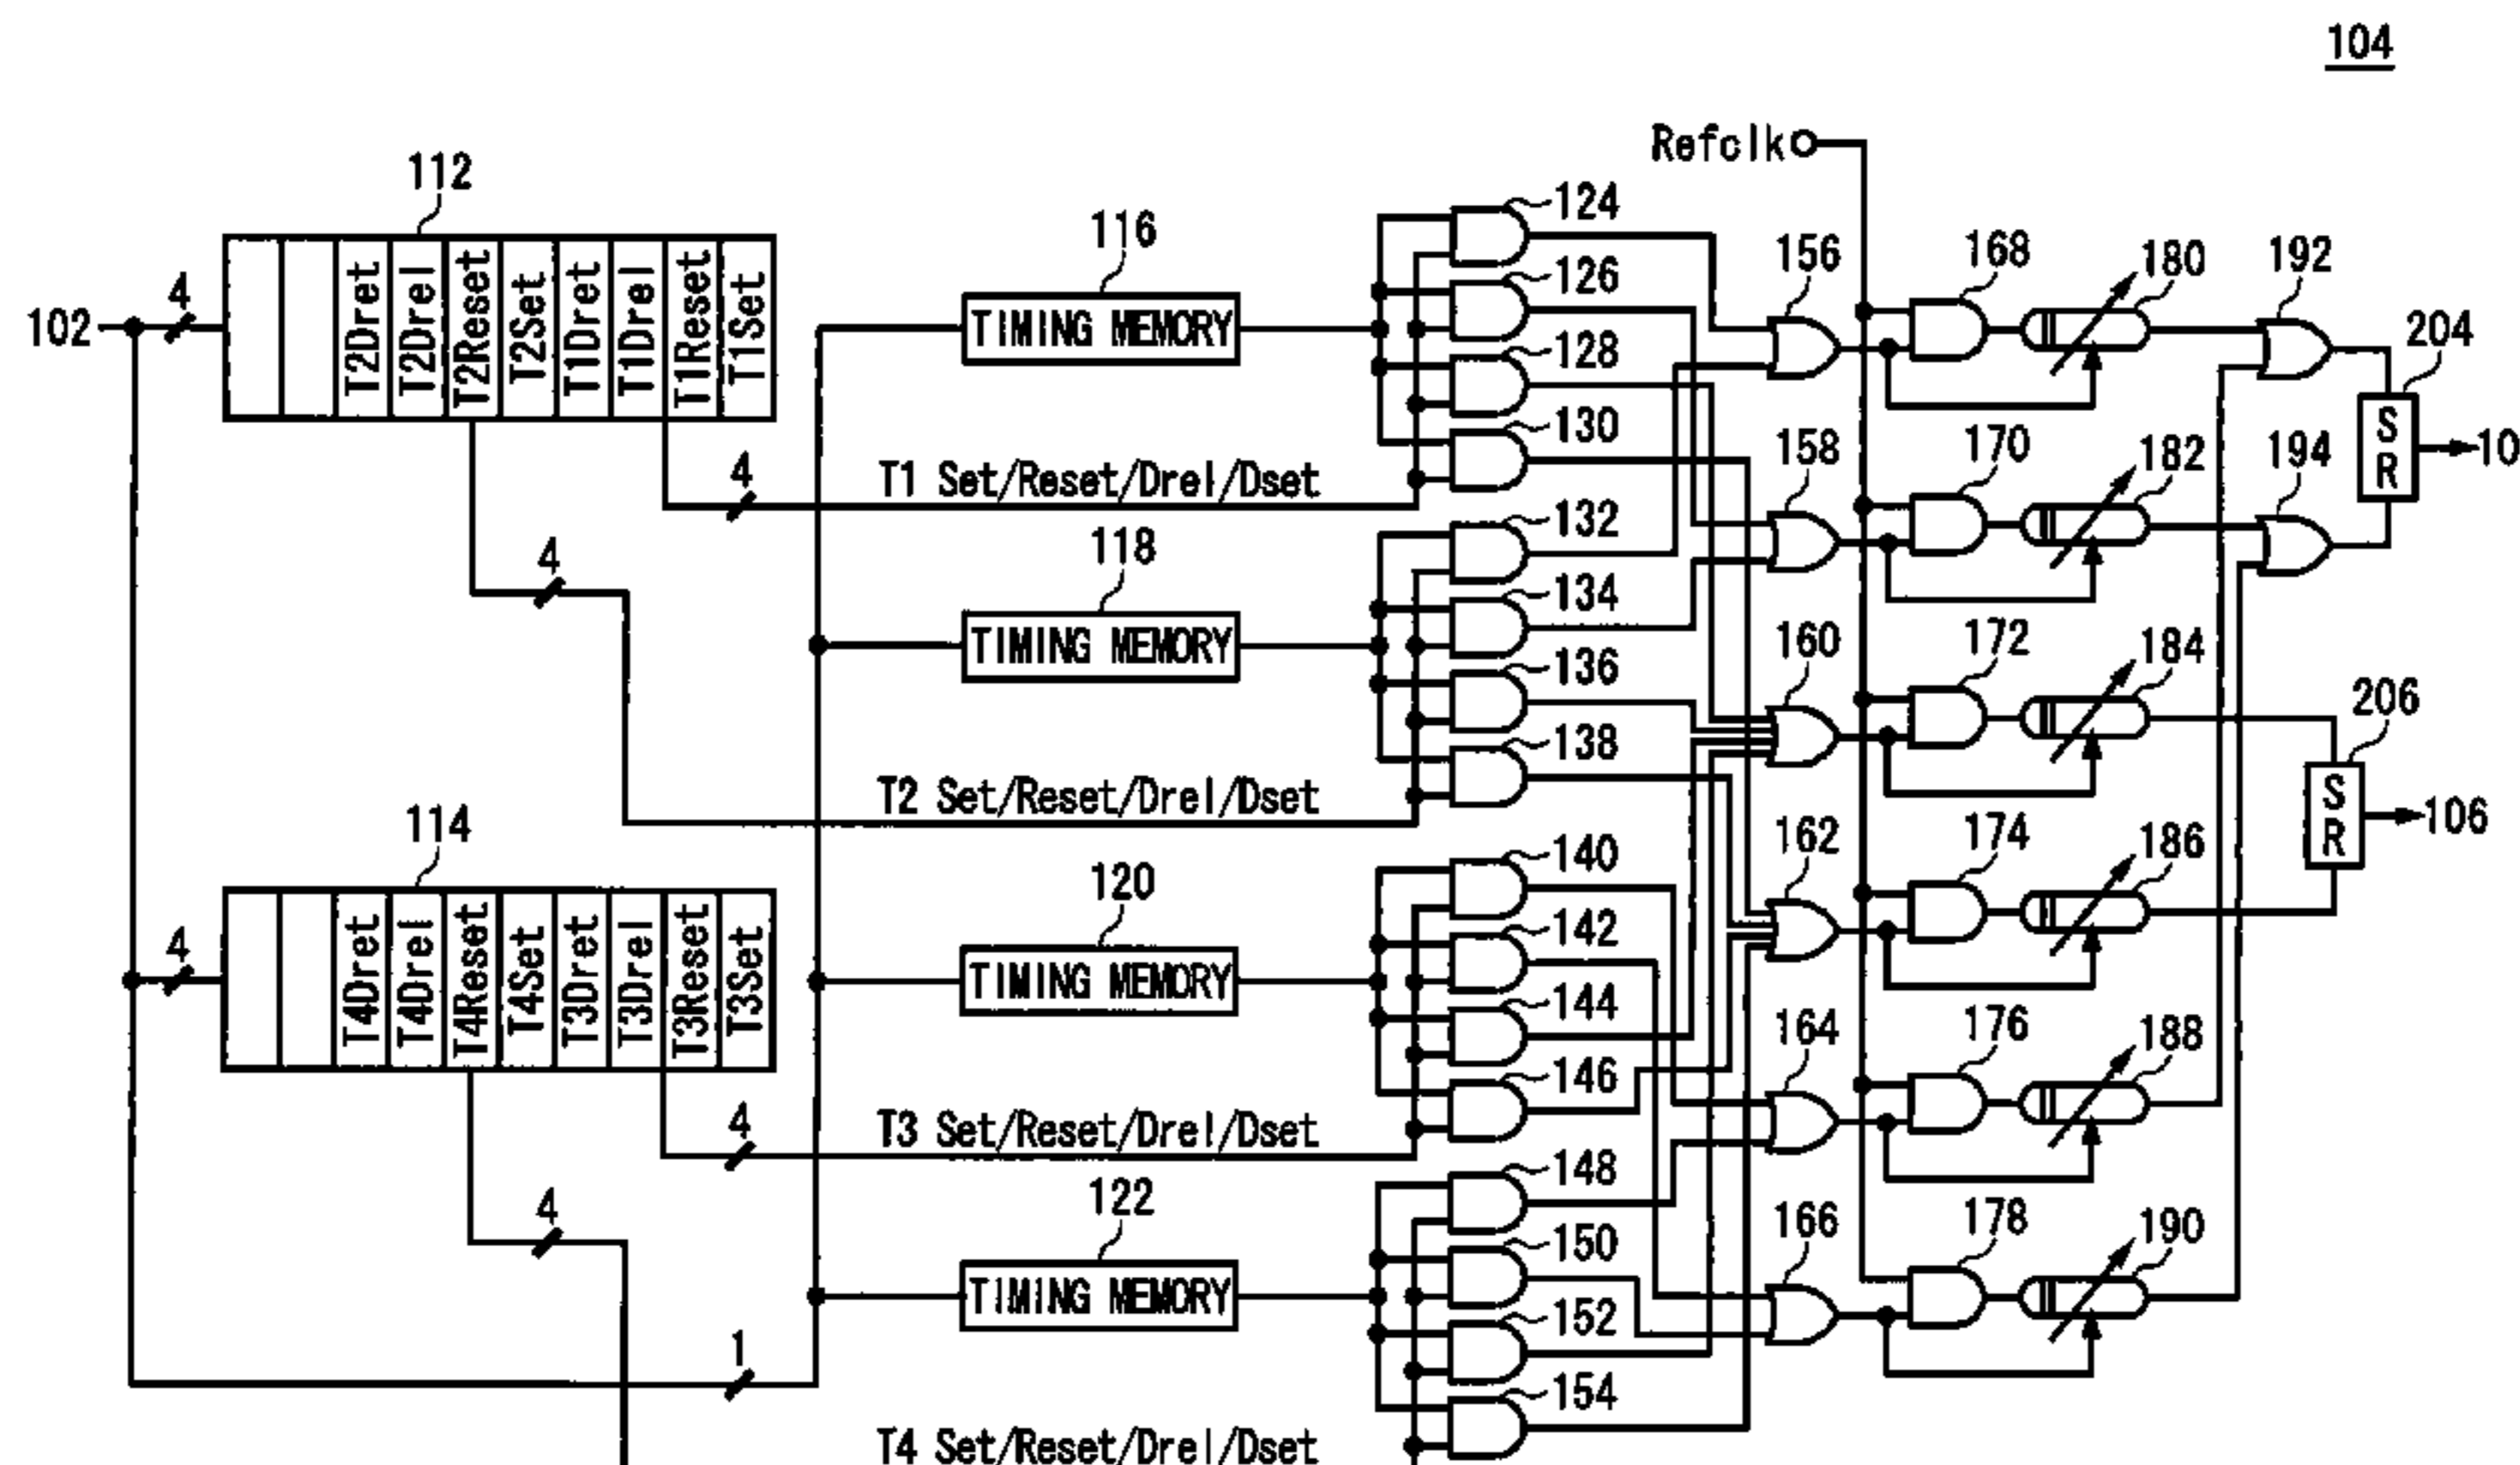 104
Refclk
112
102
4
T2Dret
T2Drel
T2Reset
T2Set
T1Dret
T1Drel
T1Reset
T1Set
116
TIMING MEMORY
124
126
128
130
156
168
180
192
204
S
R
10
4
T1 Set/Reset/Drel/Dset
158
170
182
194
4
118
TIMING MEMORY
132
134
136
138
160
172
184
206
S
R
106
T2 Set/Reset/Drel/Dset
114
4
T4Dret
T4Drel
T4Reset
T4Set
T3Dret
T3Drel
T3Reset
T3Set
120
TIMING MEMORY
140
142
144
146
162
174
186
4
T3 Set/Reset/Drel/Dset
164
176
188
4
122
TIMING MEMORY
148
150
152
154
166
178
190
1
T4 Set/Reset/Drel/Dset